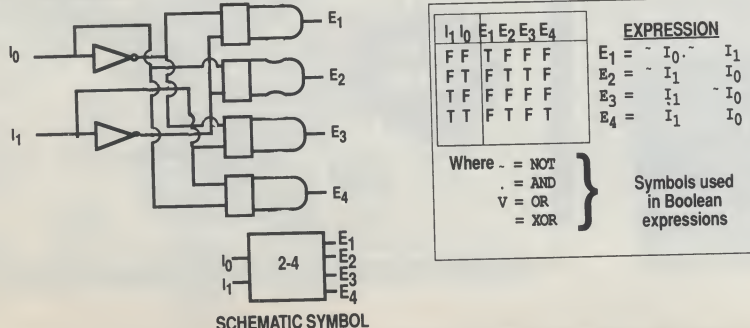 I₀
I₁
E₁
E₂
E₃
E₄
I₀
I₁
2-4
E₁
E₂
E₃
E₄
SCHEMATIC SYMBOL
I₁ I₀ E₁ E₂ E₃ E₄
F F T F F F
F T F T T F
T F F F F F
T T F T F T
EXPRESSION
E₁ = ~ I₀.~ I₁
E₂ = ~ I₁ I₀
E₃ = I₁ ~ I₀
E₄ = I₁ I₀
Where ~ = NOT
. = AND
V = OR
= XOR
Symbols used
in Boolean
expressions